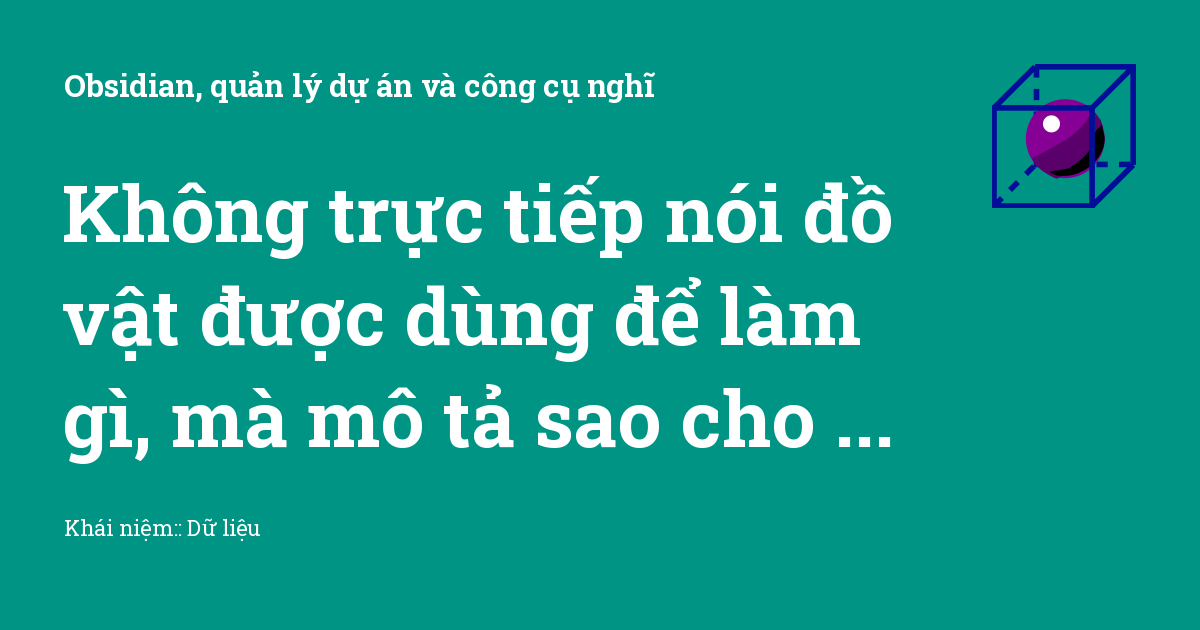 Obsidian, quản lý dự án và công cụ nghĩ
Không trực tiếp nói đồ
vật được dùng để làm
gì, mà mô tả sao cho ...
Khái niệm:: Dữ liệu